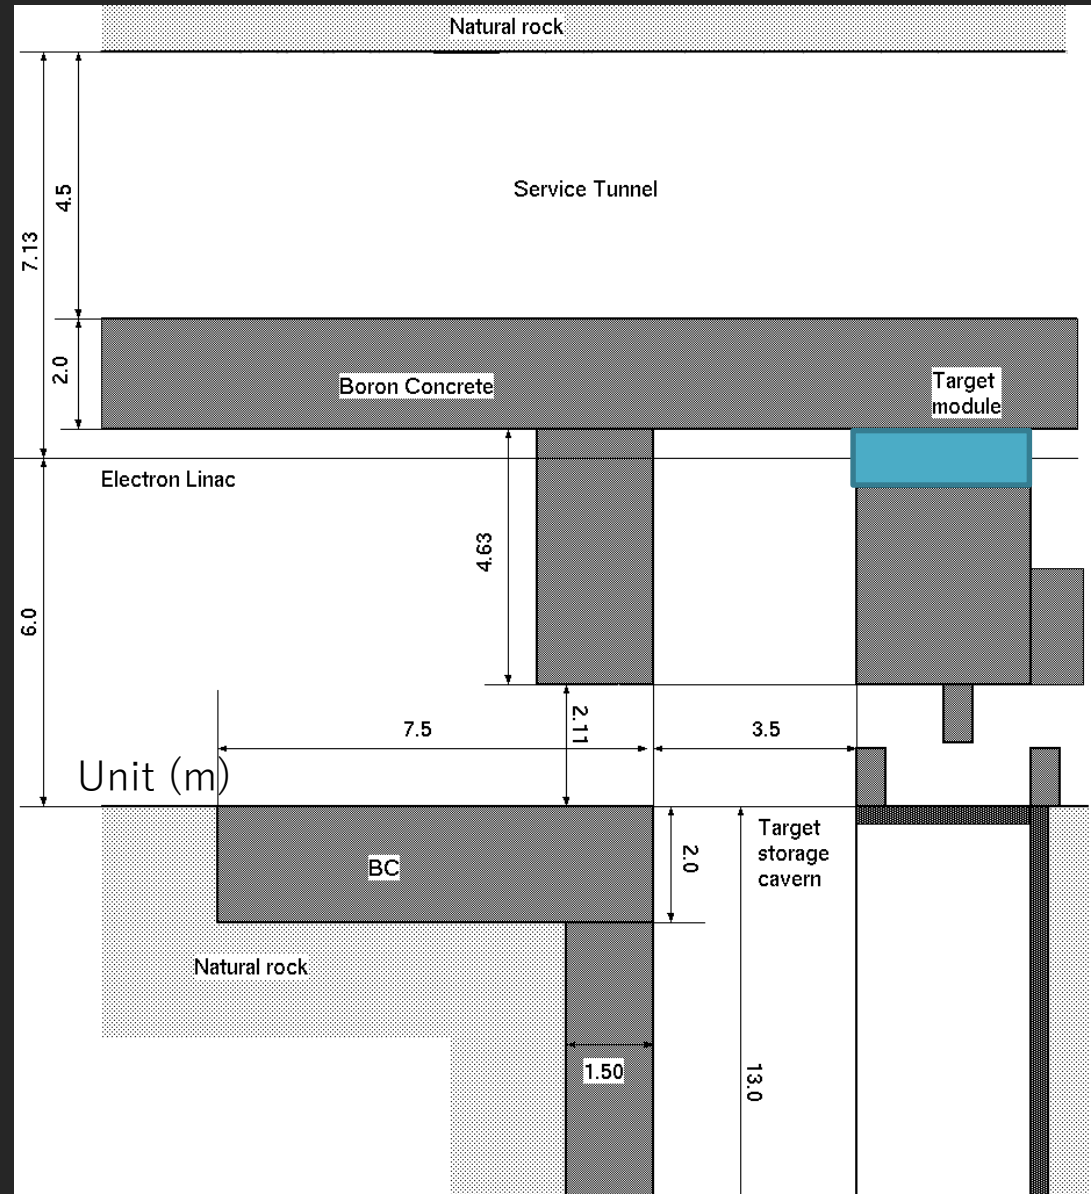 Natural rock
Service Tunnel
4.5
7.13
2.0
Boron Concrete
Target
module
Electron Linac
4.63
6.0
2.11
7.5
3.5
Unit (m)
BC
2.0
Target
storage
cavern
Natural rock
1.50
13.0